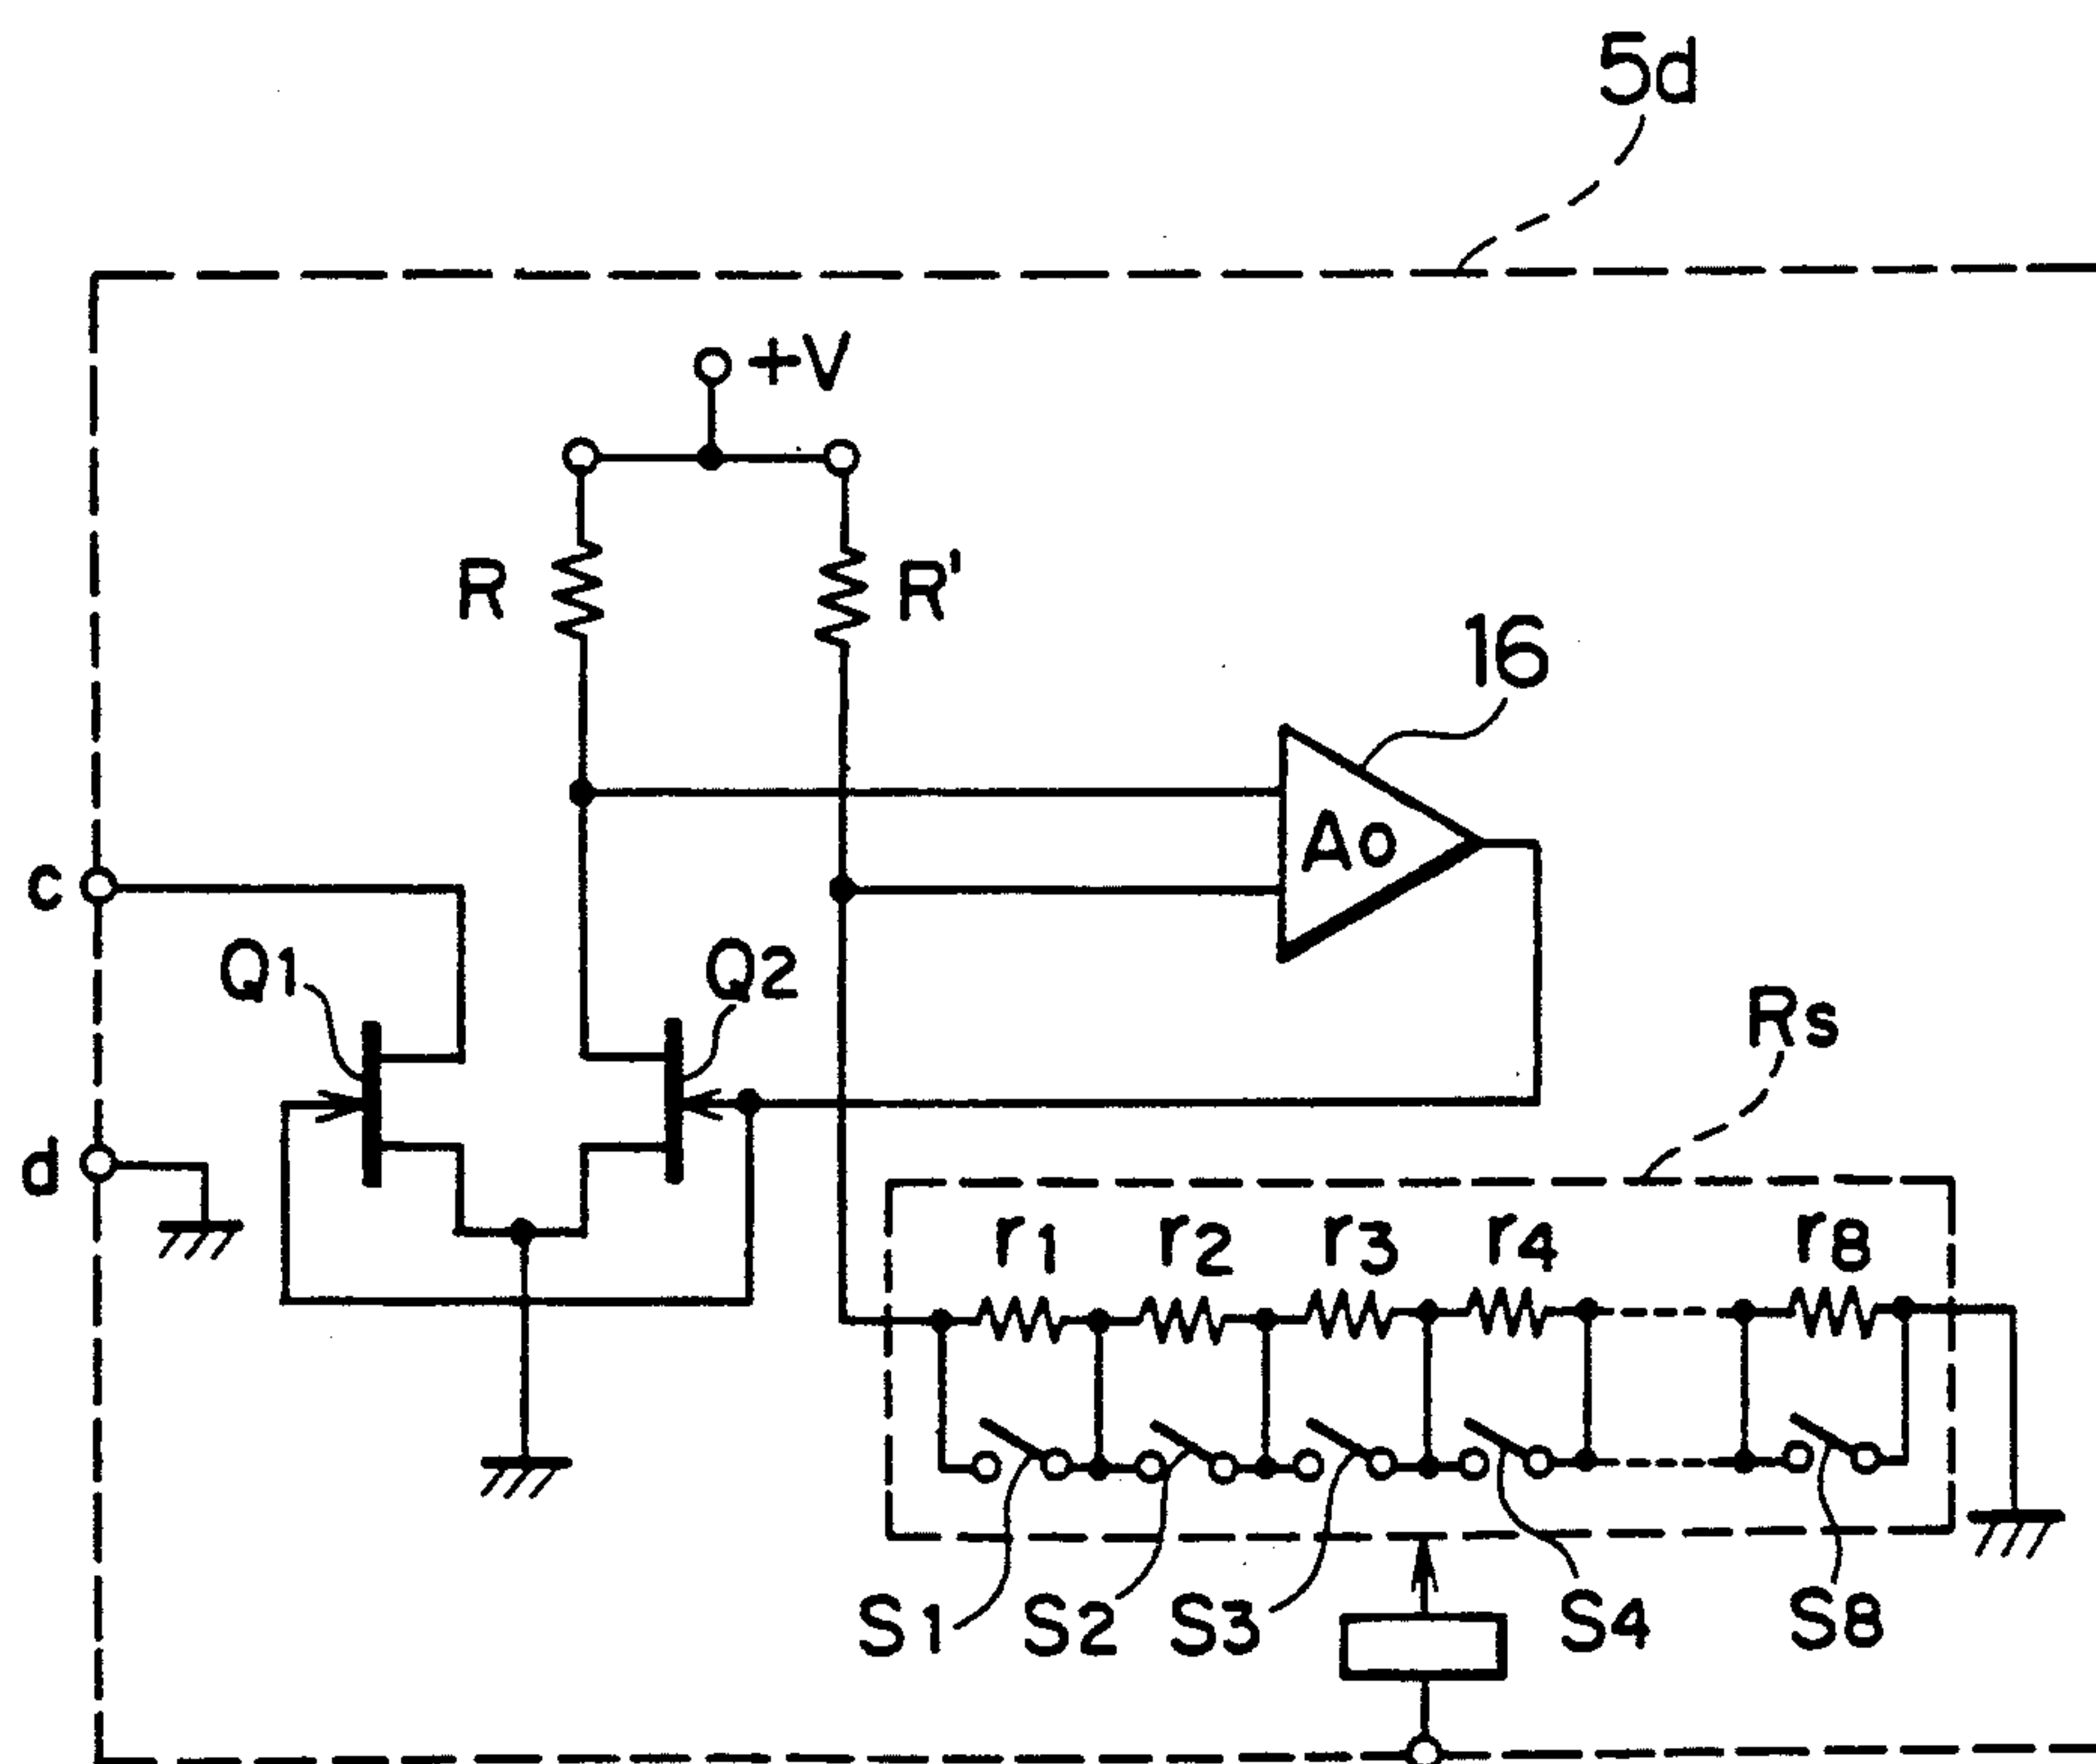 5d
+V
R R'
16
Ao
c
Q1 Q2
Rs
d
r1 r2 r3 r4 r8
S1 S2 S3 S4 S8